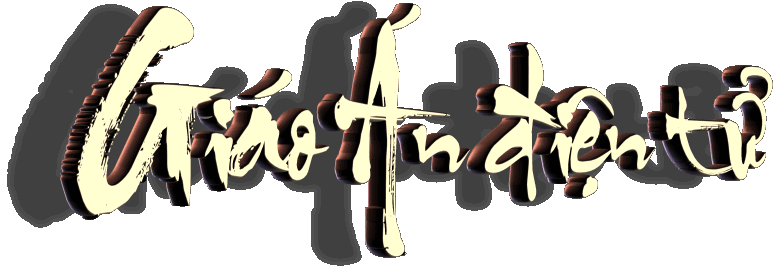 Giáo Án điện tử